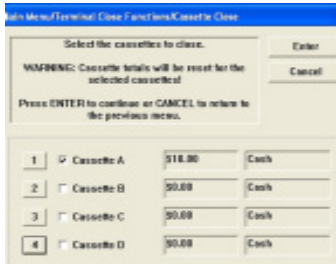 Main Menu/Terminal Close Functions/Cassette Close
Select the cassettes to close.
WARNING: Cassette totals will be reset for the
selected cassettes!
Press ENTER to continue or CANCEL to return to
the previous menu.
Enter
Cancel
1 Cassette A $10.00 Cash
2 Cassette B $0.00 Cash
3 Cassette C $0.00 Cash
4 Cassette D $0.00 Cash